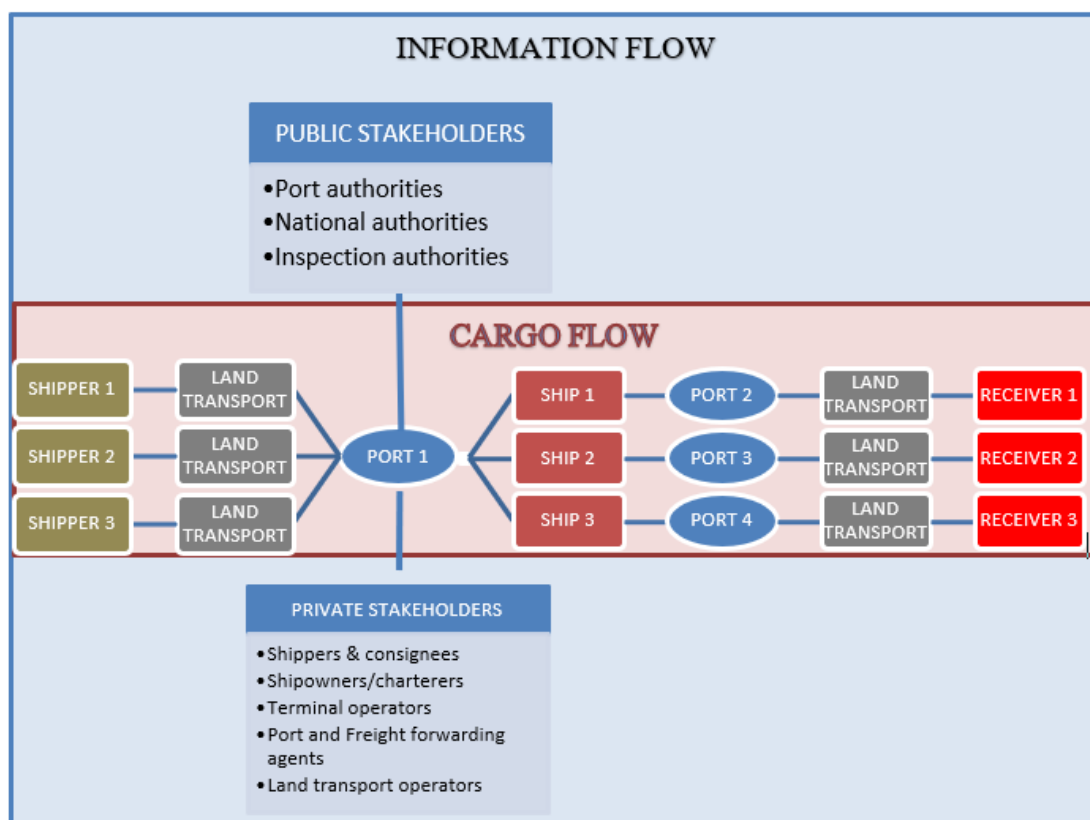 INFORMATION FLOW
PUBLIC STAKEHOLDERS
•Port authorities
•National authorities
•Inspection authorities
CARGO FLOW
SHIPPER 1
LAND
TRANSPORT
SHIP 1
PORT 2
LAND
TRANSPORT
RECEIVER 1
SHIPPER 2
LAND
TRANSPORT
PORT 1
SHIP 2
PORT 3
LAND
TRANSPORT
RECEIVER 2
SHIPPER 3
LAND
TRANSPORT
SHIP 3
PORT 4
LAND
TRANSPORT
RECEIVER 3
PRIVATE STAKEHOLDERS
•Shippers & consignees
•Shipowners/charterers
•Terminal operators
•Port and Freight forwarding
agents
•Land transport operators